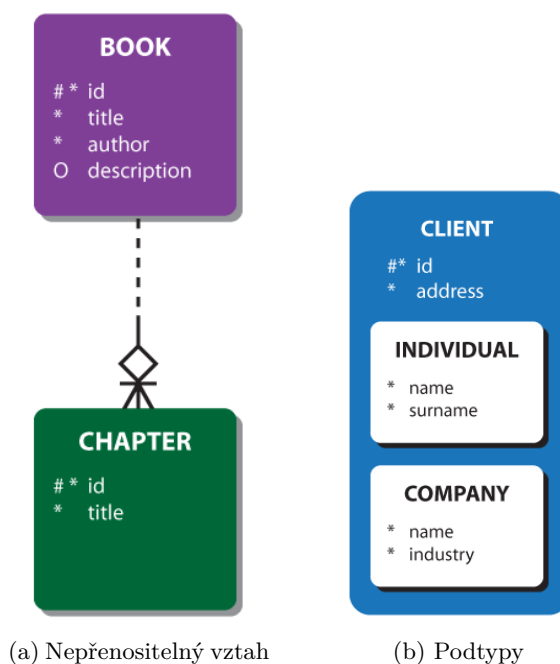 BOOK
# * id
* title
* author
O description
CHAPTER
# * id
* title
(a) Nepřenositelný vztah
CLIENT
#* id
* address
INDIVIDUAL
* name
* surname
COMPANY
* name
* industry
(b) Podtypy